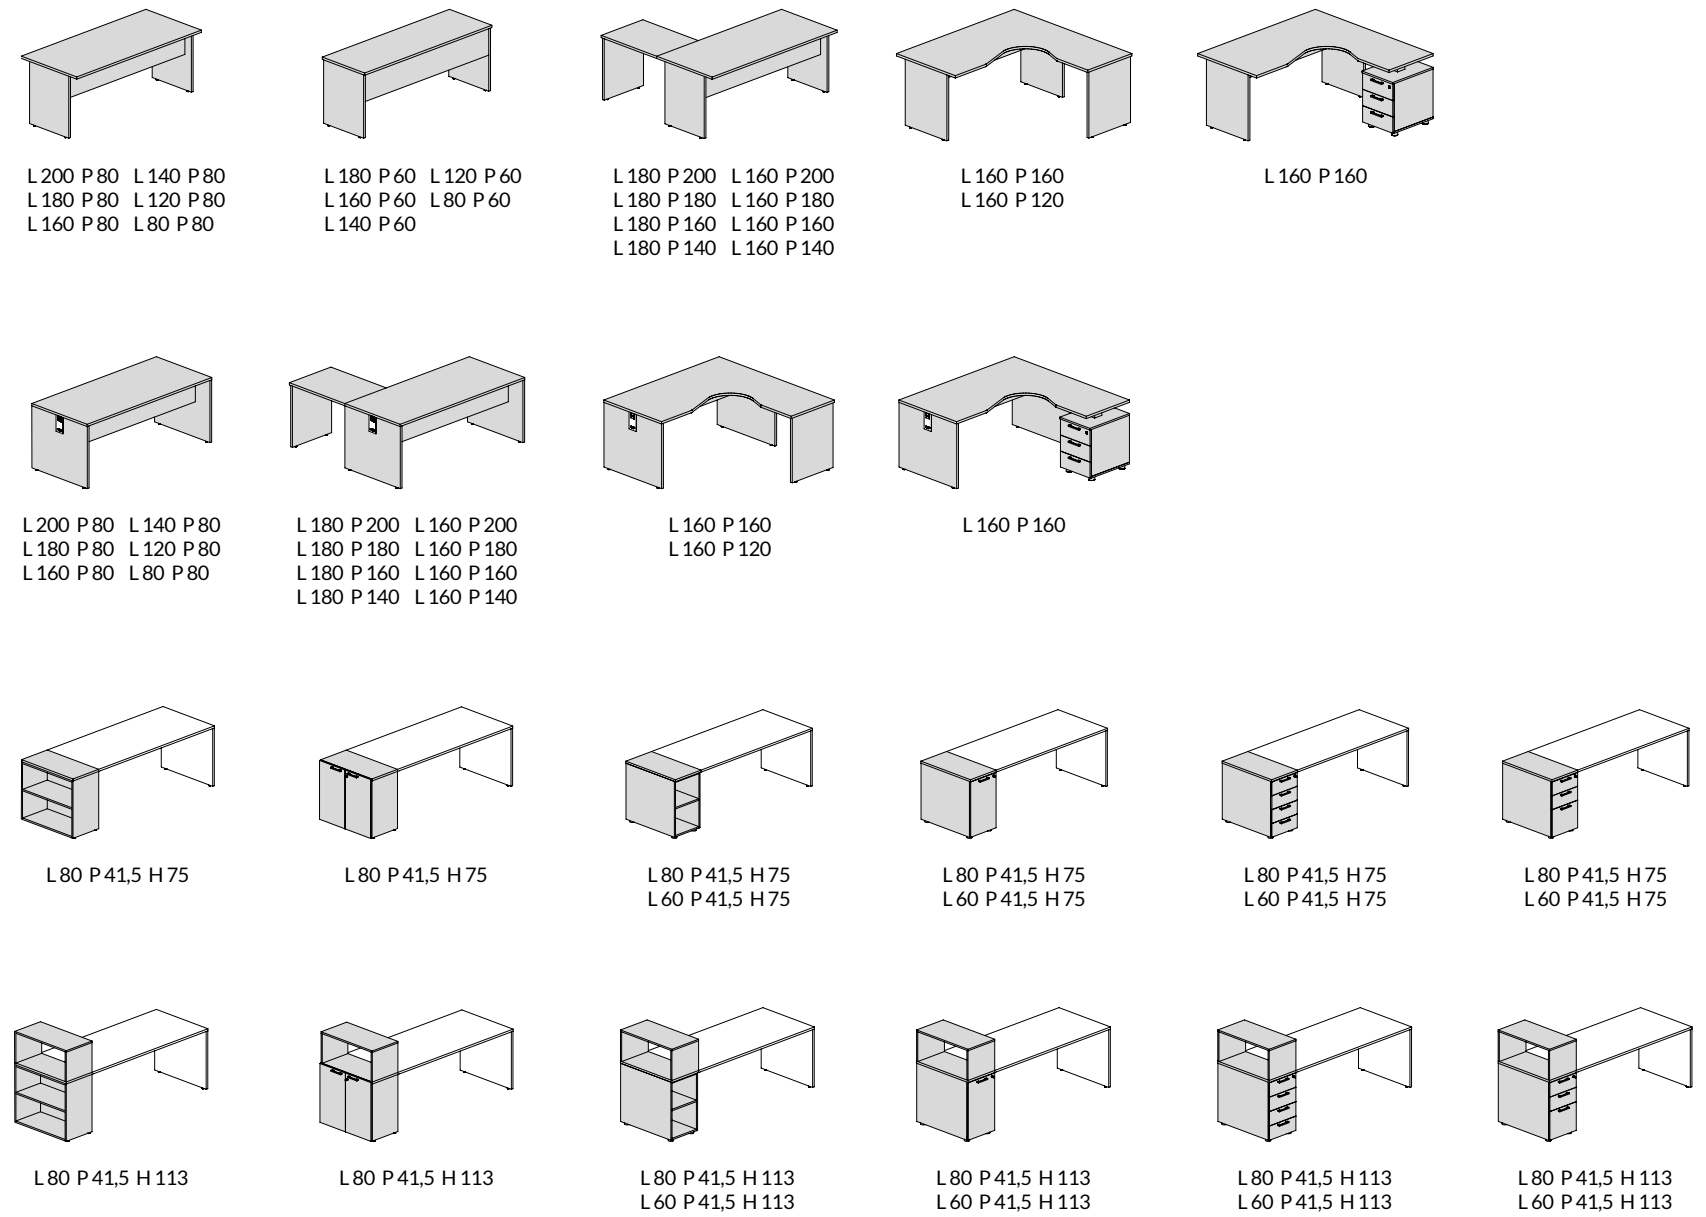 L 200 P 80 L 140 P 80
L 180 P 80 L 120 P 80
L 160 P 80 L 80 P 80
L 180 P 60 L 120 P 60
L 160 P 60 L 80 P 60
L 140 P 60
L 180 P 200 L 160 P 200
L 180 P 180 L 160 P 180
L 180 P 160 L 160 P 160
L 180 P 140 L 160 P 140
L 160 P 160
L 160 P 120
L 160 P 160
L 200 P 80 L 140 P 80
L 180 P 80 L 120 P 80
L 160 P 80 L 80 P 80
L 180 P 200 L 160 P 200
L 180 P 180 L 160 P 180
L 180 P 160 L 160 P 160
L 180 P 140 L 160 P 140
L 160 P 160
L 160 P 120
L 160 P 160
L 80 P 41,5 H 75
L 80 P 41,5 H 75
L 80 P 41,5 H 75
L 60 P 41,5 H 75
L 80 P 41,5 H 75
L 60 P 41,5 H 75
L 80 P 41,5 H 75
L 60 P 41,5 H 75
L 80 P 41,5 H 75
L 60 P 41,5 H 75
L 80 P 41,5 H 113
L 80 P 41,5 H 113
L 80 P 41,5 H 113
L 60 P 41,5 H 113
L 80 P 41,5 H 113
L 60 P 41,5 H 113
L 80 P 41,5 H 113
L 60 P 41,5 H 113
L 80 P 41,5 H 113
L 60 P 41,5 H 113